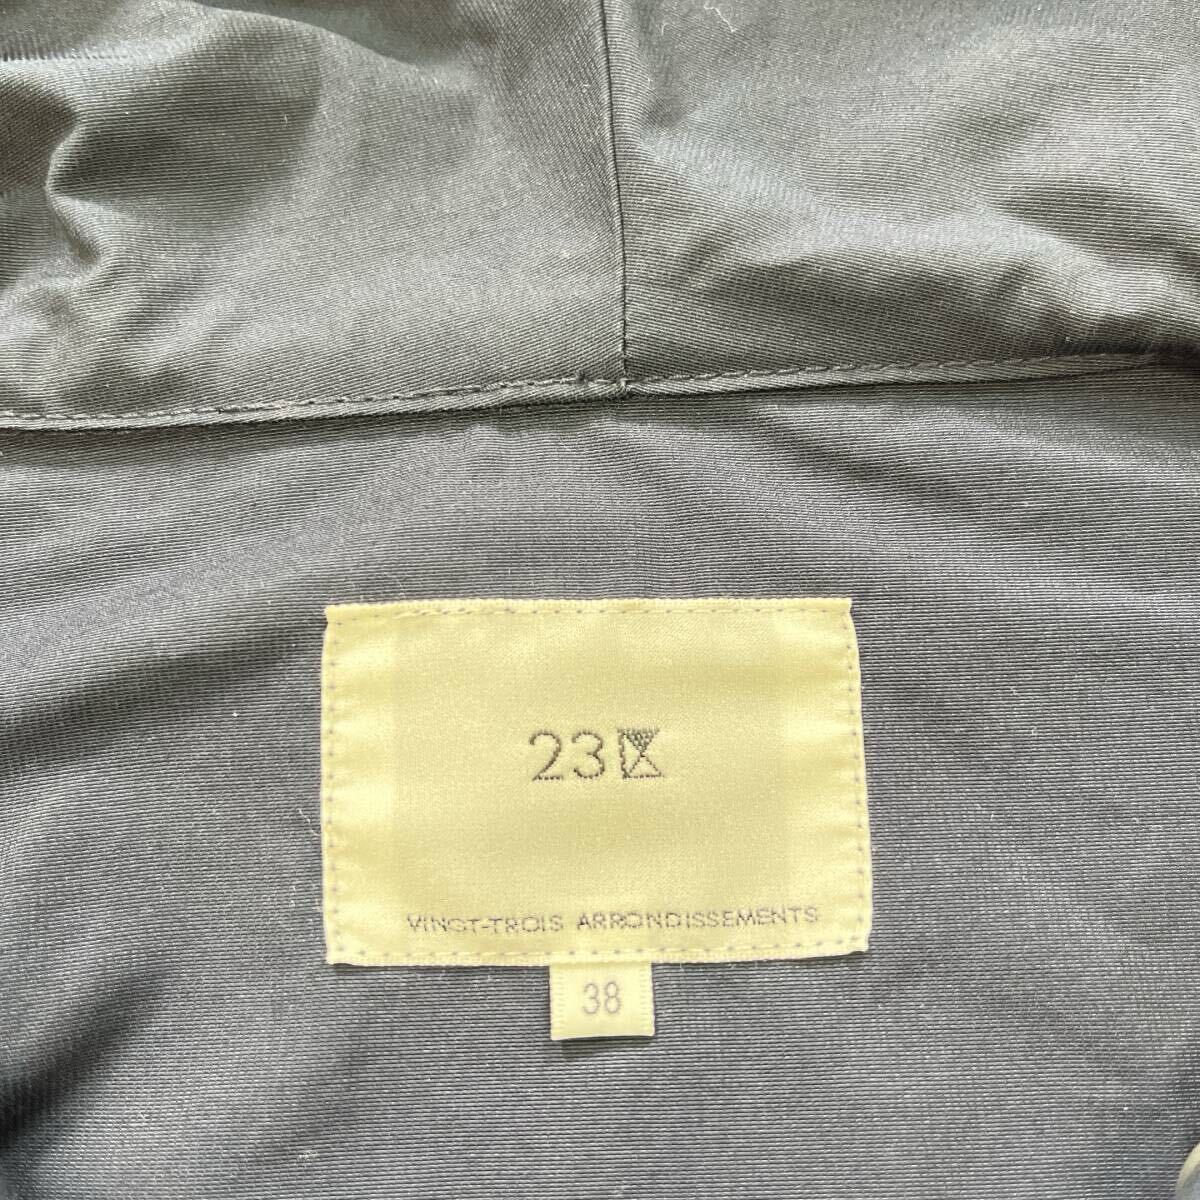 23区
VINGT-TROIS ARRONDISSEMENTS
38